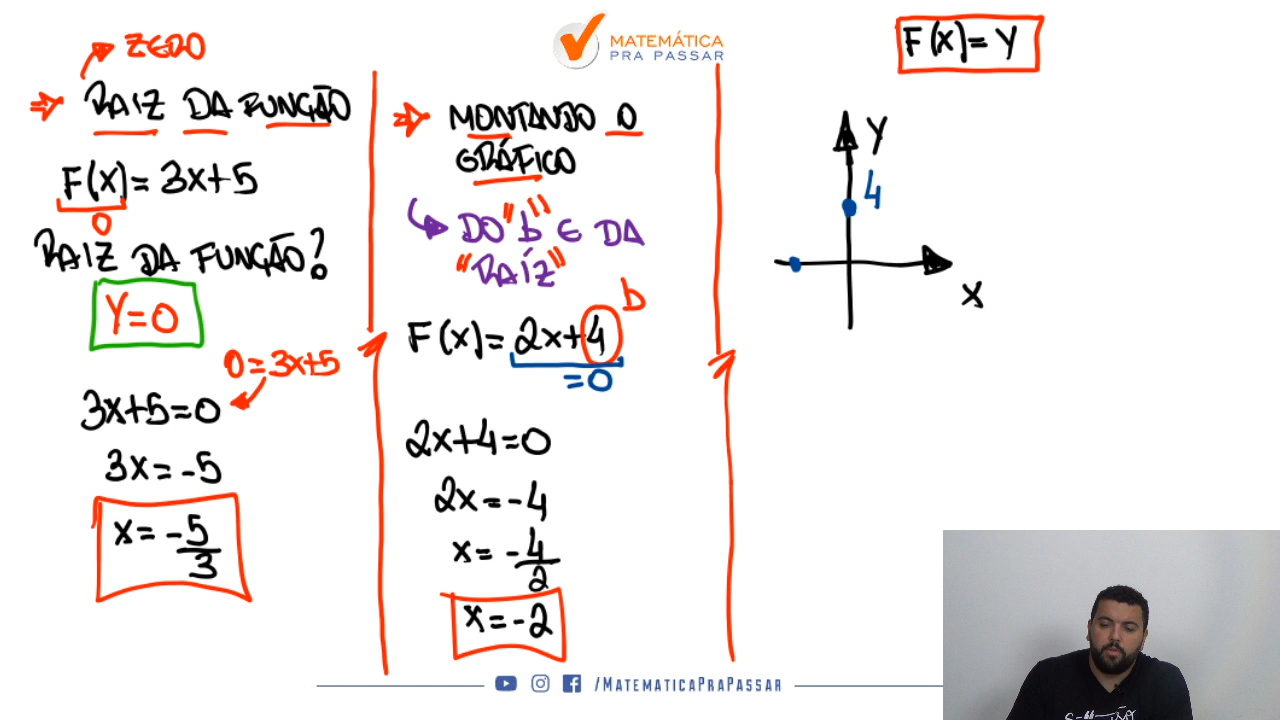 ZERO
⇒ RAIZ DA FUNÇÃO
F(X) = 3X+5
0
RAIZ DA FUNÇÃO?
Y=0
0=3X+5
3X+5=0
3X = -5
X = -5/3
MATEMÁTICA
PRA PASSAR
⇒ MONTANDO O
GRÁFICO
DO "b" E DA
"RAÍZ"
b
F(X) = 2X+4
=0
2X+4=0
2X = -4
X = -4/2
X = -2
F(X) = Y
Y
4
X
/MATEMATICAPRAPASSAR